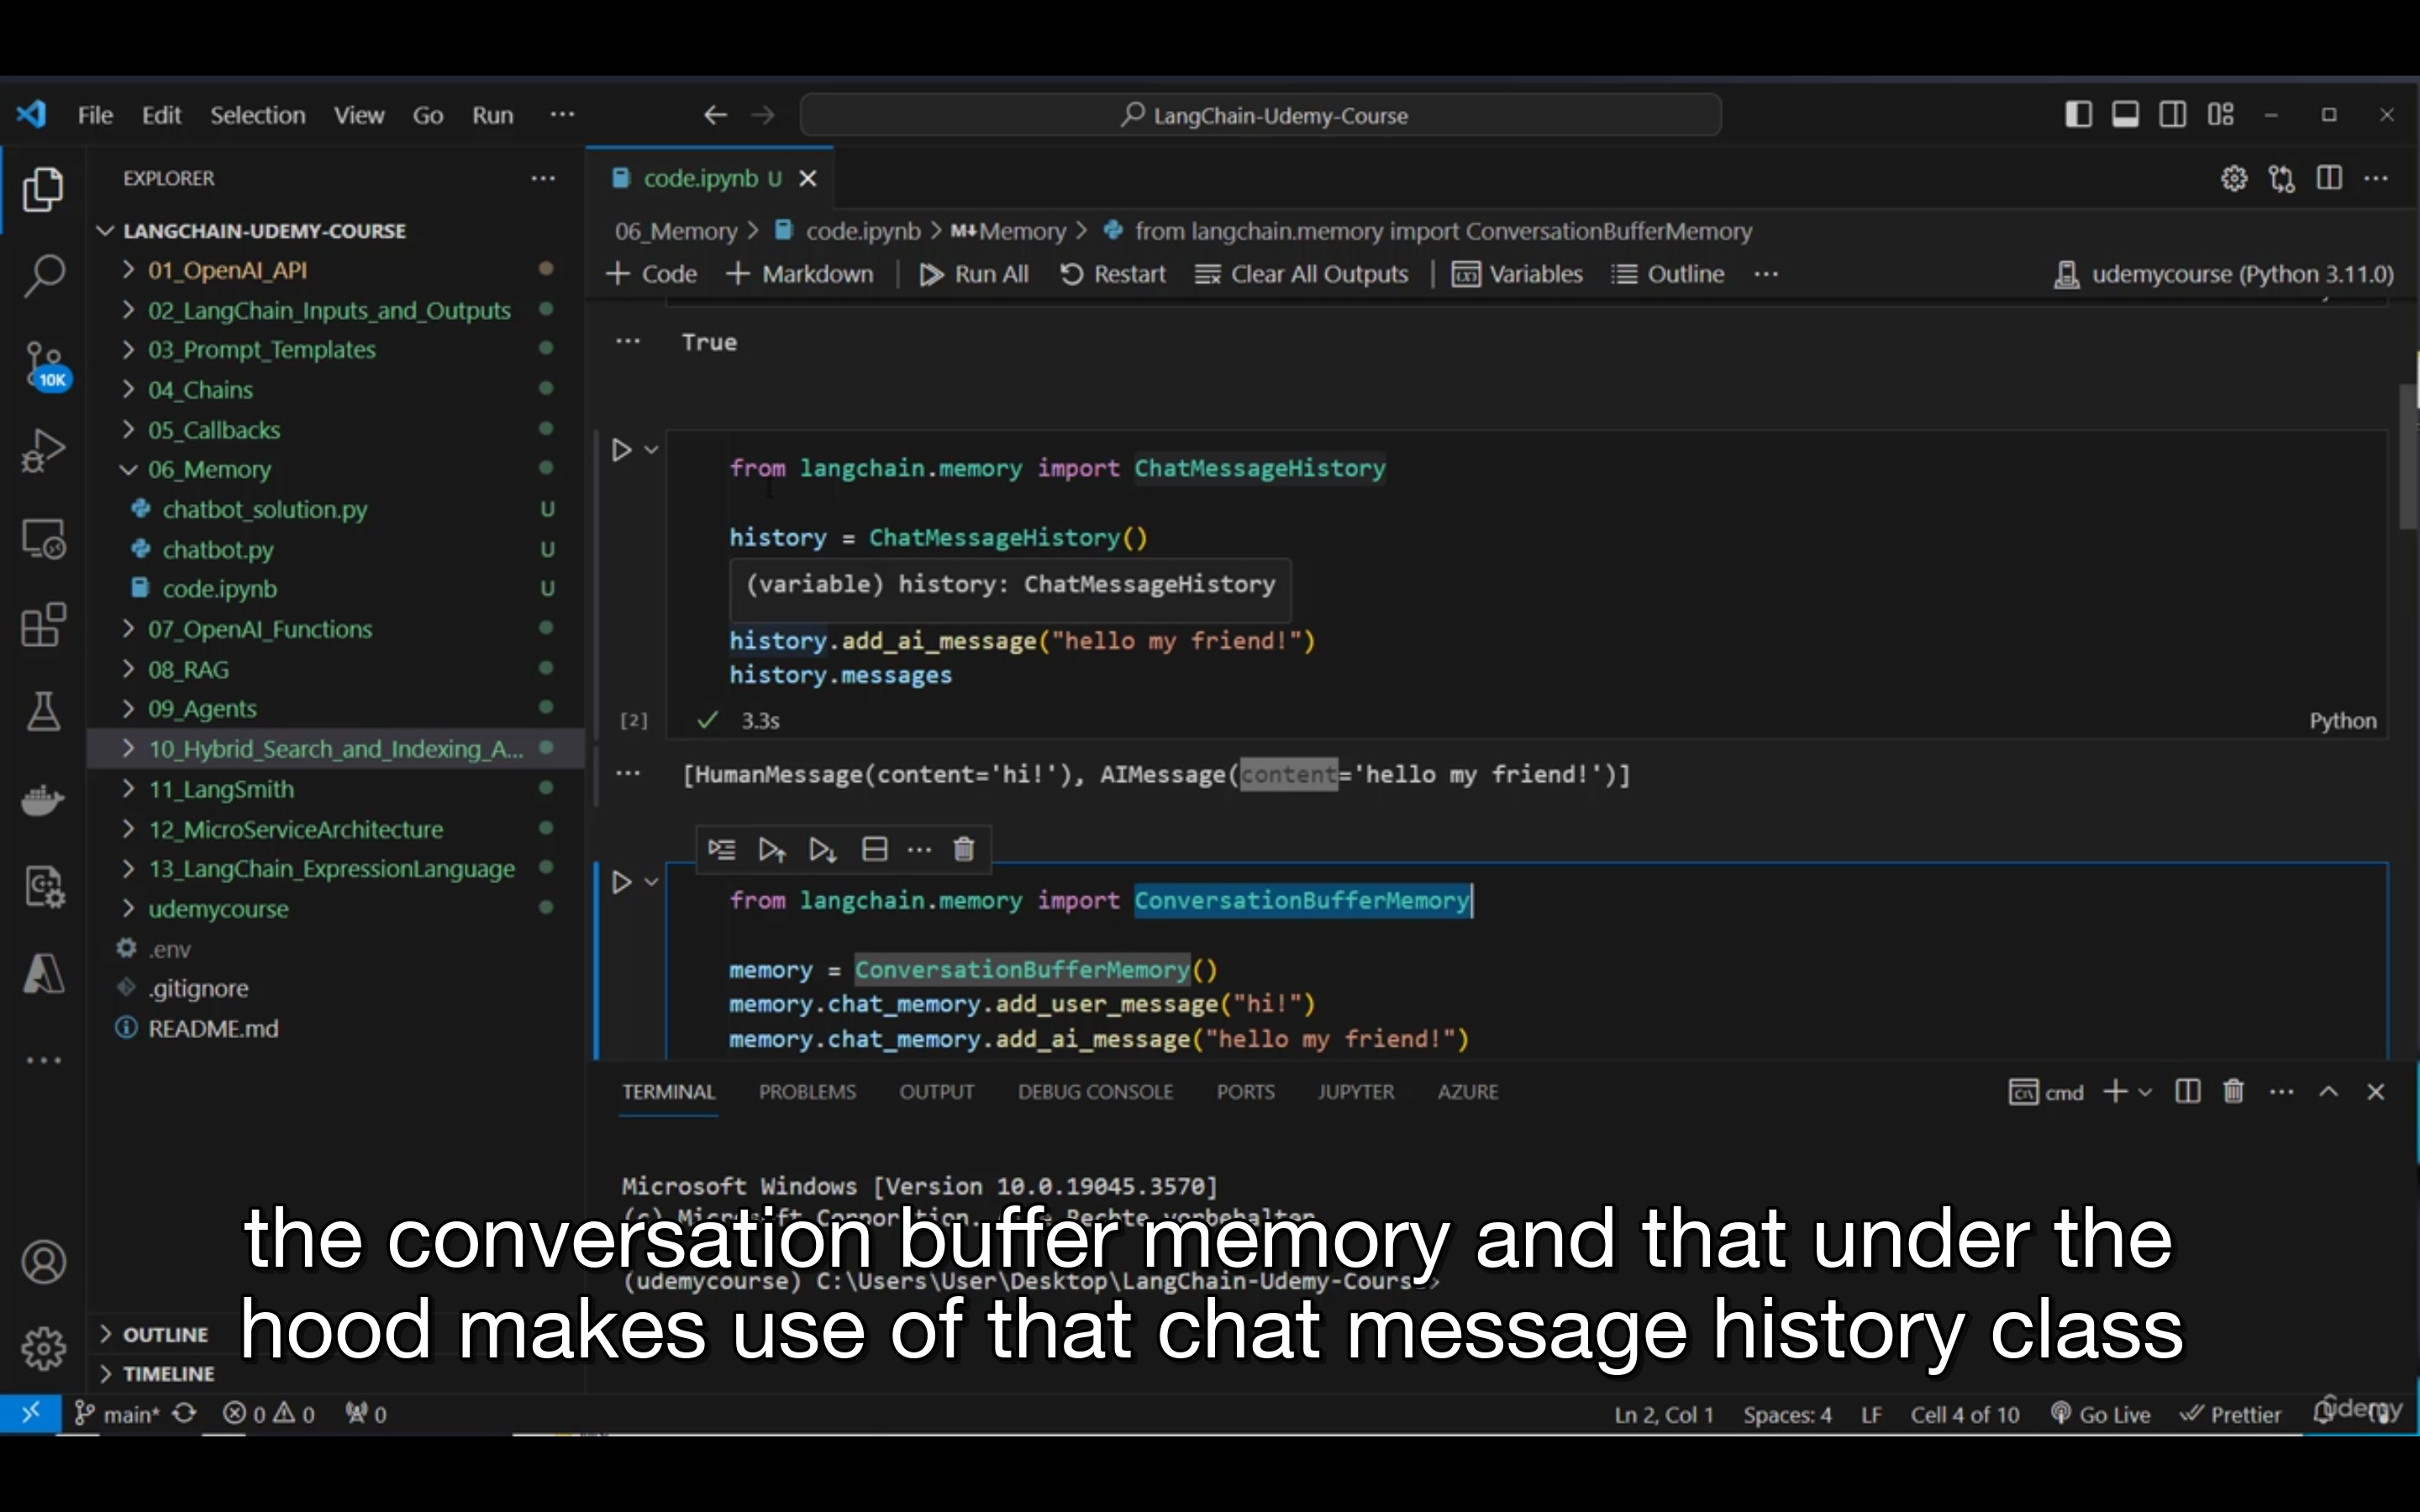 File Edit Selection View Go Run ...
LangChain-Udemy-Course
EXPLORER
LANGCHAIN-UDEMY-COURSE
01_OpenAI_API
02_LangChain_Inputs_and_Outputs
03_Prompt_Templates
04_Chains
05_Callbacks
06_Memory
chatbot_solution.py U
chatbot.py U
code.ipynb U
07_OpenAI_Functions
08_RAG
09_Agents
10_Hybrid_Search_and_Indexing_A...
11_LangSmith
12_MicroServiceArchitecture
13_LangChain_ExpressionLanguage
udemycourse
.env
.gitignore
README.md
OUTLINE
TIMELINE
10K
code.ipynb U
06_Memory > code.ipynb > M↓Memory > from langchain.memory import ConversationBufferMemory
+ Code + Markdown | Run All Restart Clear All Outputs | Variables Outline ...
udemycourse (Python 3.11.0)
True
from langchain.memory import ChatMessageHistory
history = ChatMessageHistory()
(variable) history: ChatMessageHistory
history.add_ai_message("hello my friend!")
history.messages
[2] ✓ 3.3s Python
[HumanMessage(content='hi!'), AIMessage(content='hello my friend!')]
from langchain.memory import ConversationBufferMemory
memory = ConversationBufferMemory()
memory.chat_memory.add_user_message("hi!")
memory.chat_memory.add_ai_message("hello my friend!")
TERMINAL PROBLEMS OUTPUT DEBUG CONSOLE PORTS JUPYTER AZURE
cmd
Microsoft Windows [Version 10.0.19045.3570]
(c) Microsoft Corporation. Rechte vorbehalten
(udemycourse) C:\Users\User\Desktop\LangChain-Udemy-Course>
the conversation buffer memory and that under the
hood makes use of that chat message history class
main* 0 0 0
Ln 2, Col 1 Spaces: 4 LF Cell 4 of 10 Go Live Prettier
udemy